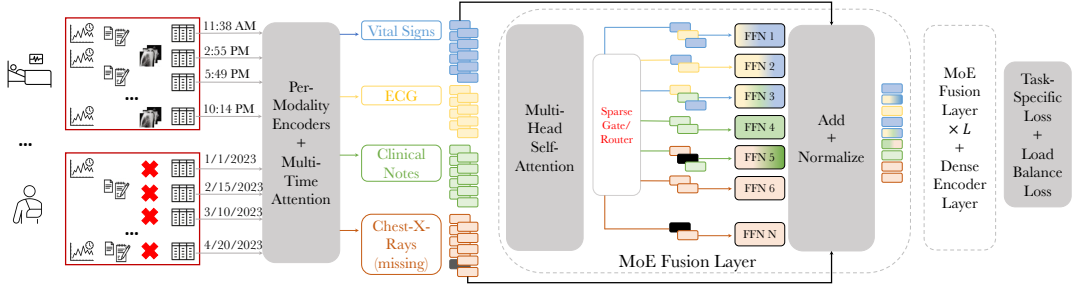 11:38 AM
2:55 PM
5:49 PM
...
10:14 PM
...
1/1/2023
2/15/2023
3/10/2023
...
4/20/2023
Per-
Modality
Encoders
+
Multi-
Time
Attention
Vital Signs
ECG
Clinical
Notes
Chest-X-
Rays
(missing)
Multi-
Head
Self-
Attention
Sparse
Gate/
Router
FFN 1
FFN 2
FFN 3
FFN 4
FFN 5
FFN 6
FFN N
Add
+
Normalize
MoE Fusion Layer
MoE
Fusion
Layer
× L
+
Dense
Encoder
Layer
Task-
Specific
Loss
+
Load
Balance
Loss